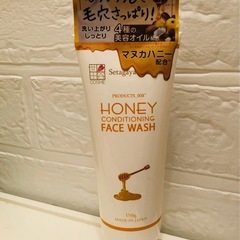 毛穴さっぱり!
洗い上がり
しっとり
4種の
美容オイル
マヌカハニー
配合
COSME
Setagaya
PRODUCTS_008
HONEY
CONDITIONING
FACE WASH
MADE IN JAPAN